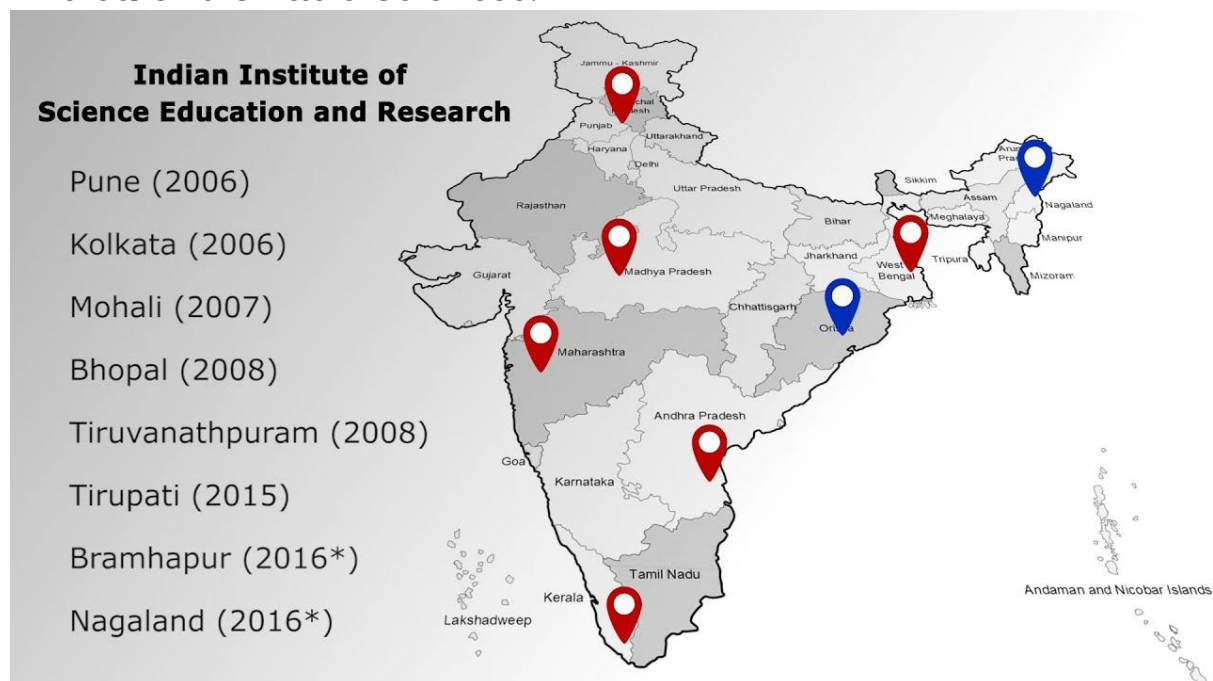 Indian Institute of
Science Education and Research
Pune (2006)
Kolkata (2006)
Mohali (2007)
Bhopal (2008)
Tiruvanathpuram (2008)
Tirupati (2015)
Bramhapur (2016*)
Nagaland (2016*)
Jammu - Kashmir
Punjab
Uttarakhand
Haryana
Delhi
Rajasthan
Uttar Pradesh
Sikkim
Assam
Nagaland
Meghalaya
Bihar
Manipur
Jharkhand
West
Bengal
Tripura
Mizoram
Gujarat
Madhya Pradesh
Chhattisgarh
Maharashtra
Andhra Pradesh
Goa
Karnataka
Tamil Nadu
Kerala
Lakshadweep
Andaman and Nicobar Islands